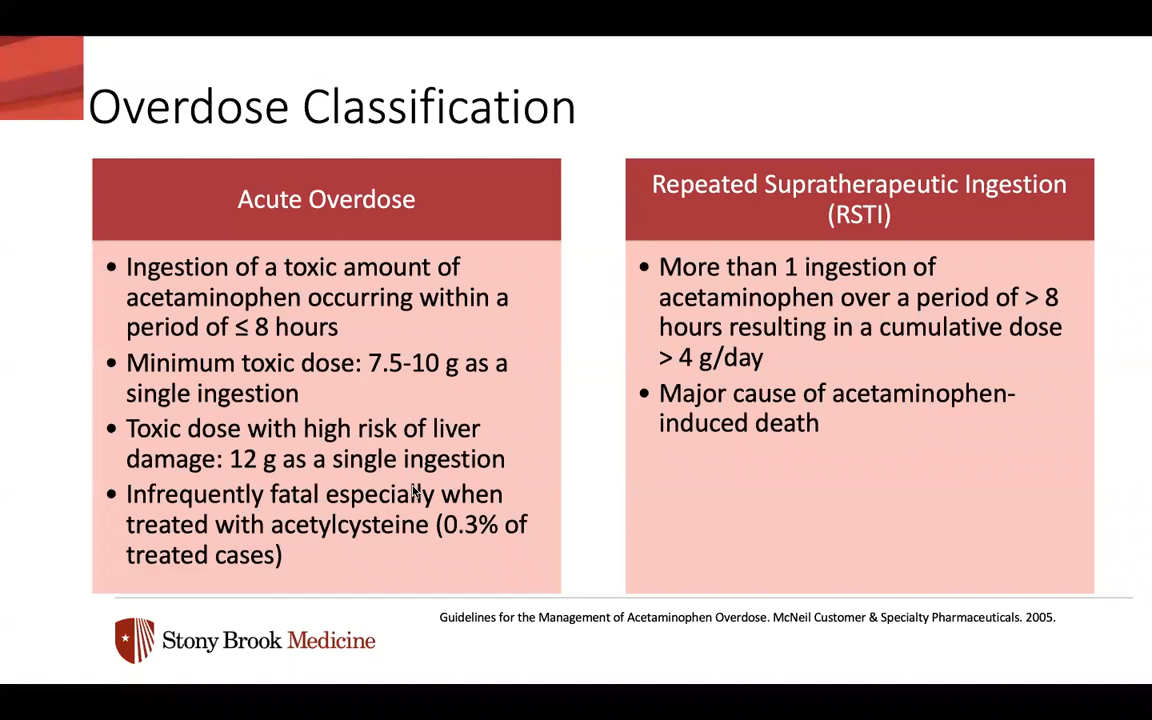 Overdose Classification
Acute Overdose
• Ingestion of a toxic amount of
acetaminophen occurring within a
period of ≤ 8 hours
• Minimum toxic dose: 7.5-10 g as a
single ingestion
• Toxic dose with high risk of liver
damage: 12 g as a single ingestion
• Infrequently fatal especially when
treated with acetylcysteine (0.3% of
treated cases)
Repeated Supratherapeutic Ingestion
(RSTI)
• More than 1 ingestion of
acetaminophen over a period of > 8
hours resulting in a cumulative dose
> 4 g/day
• Major cause of acetaminophen-
induced death
Guidelines for the Management of Acetaminophen Overdose. McNeil Customer & Specialty Pharmaceuticals. 2005.
Stony Brook Medicine